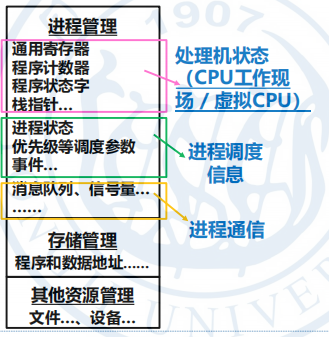 1907
进程管理
通用寄存器
程序计数器
程序状态字
栈指针…
处理机状态
（CPU工作现
场 / 虚拟CPU）
进程状态
优先级等调度参数
事件…
进程调度
信息
消息队列、信号量…
……
进程通信
存储管理
程序和数据地址……
其他资源管理
文件…、设备…
UNIVER